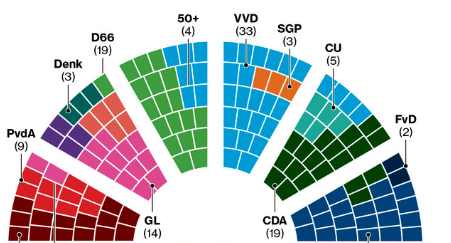 50+
(4)
VVD
(33)
SGP
(3)
D66
(19)
CU
(5)
Denk
(3)
FvD
(2)
PvdA
(9)
GL
(14)
CDA
(19)